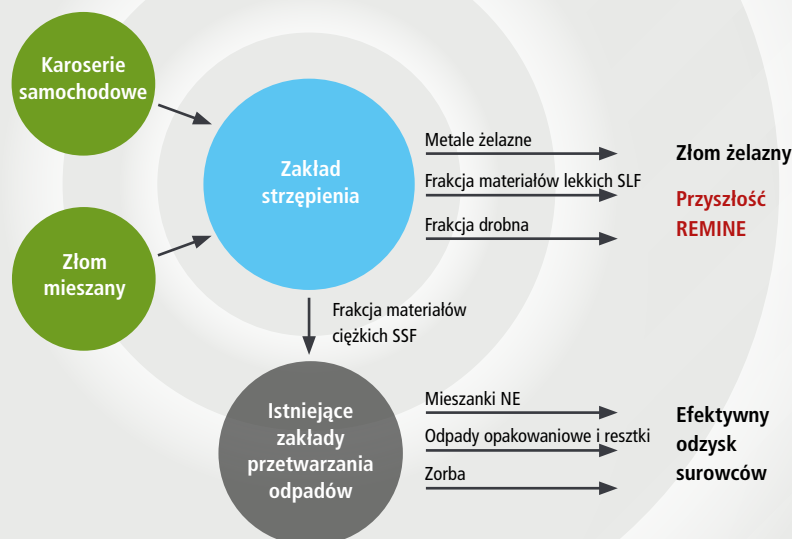 Karoserie
samochodowe
Zakład
strzępienia
Złom
mieszany
Metale żelazne
Frakcja materiałów lekkich SLF
Frakcja drobna
Złom żelazny
Przyszłość
REMINE
Frakcja materiałów
ciężkich SSF
Istniejące
zakłady
przetwarzania
odpadów
Mieszanki NE
Odpady opakowaniowe i resztki
Zorba
Efektywny
odzysk
surowców